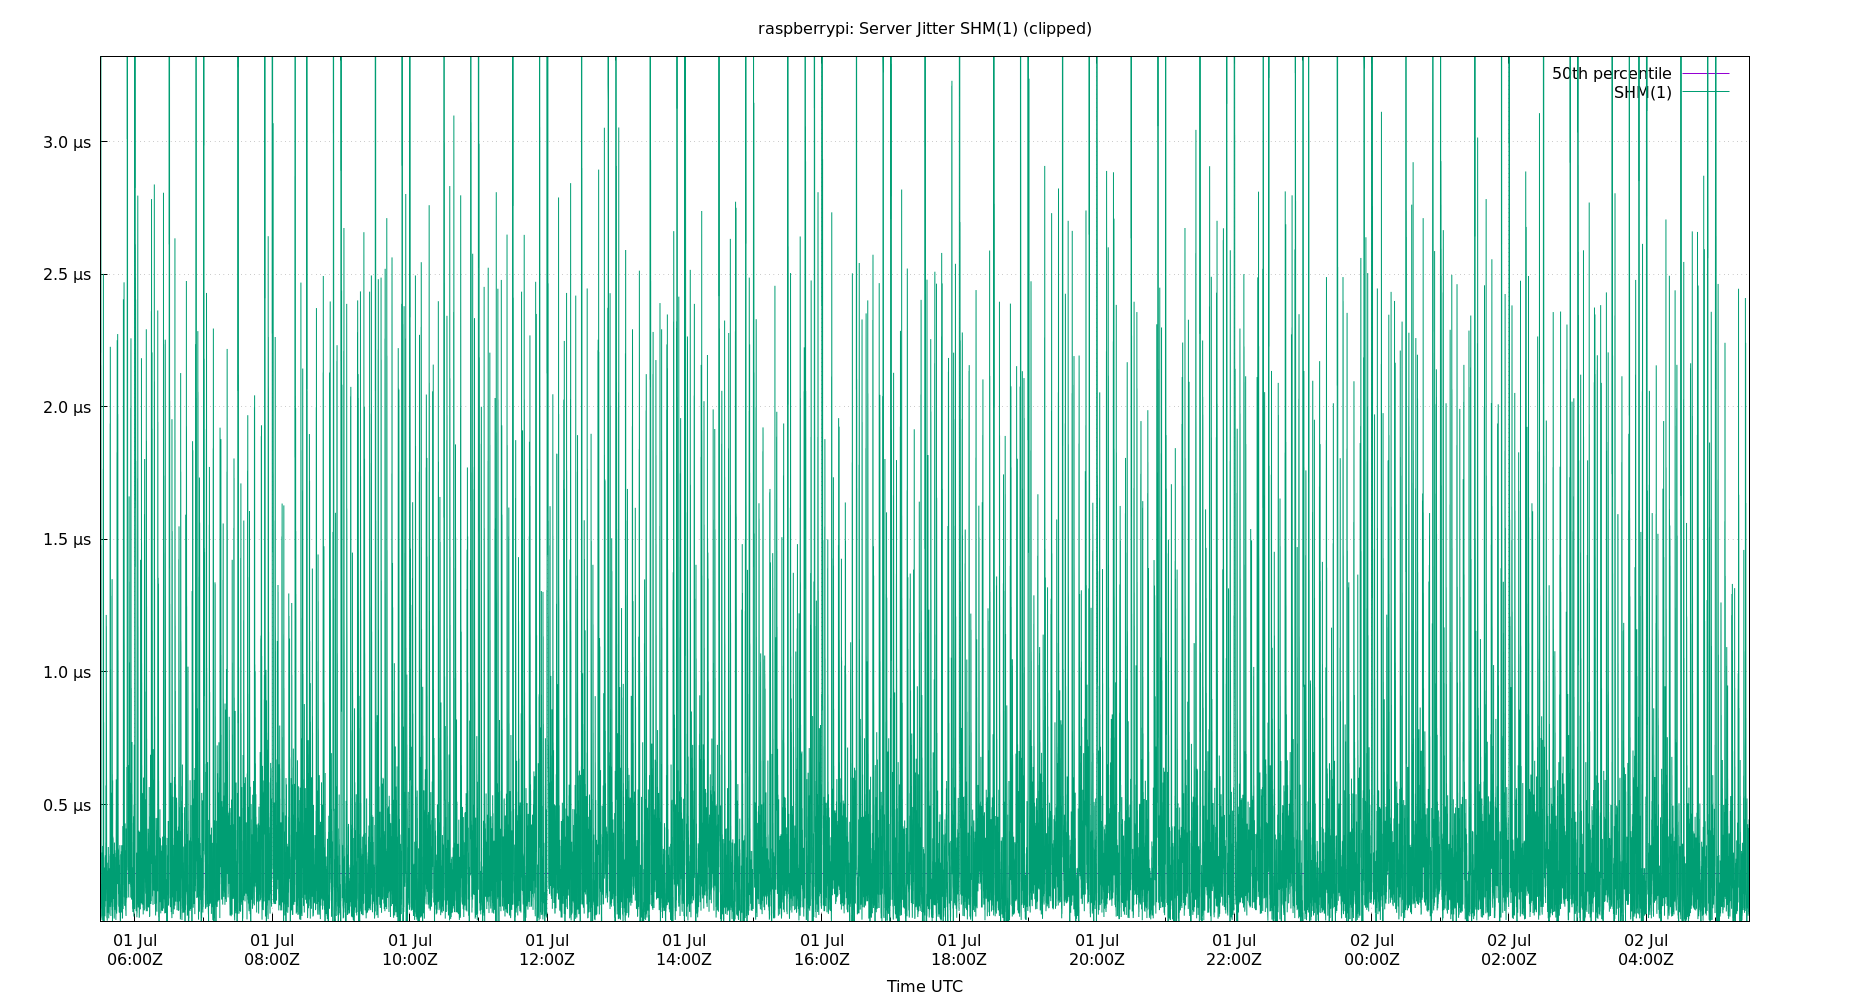 raspberrypi: Server Jitter SHM(1) (clipped)
50th percentile
SHM(1)
3.0 µs
2.5 µs
2.0 µs
1.5 µs
1.0 µs
0.5 µs
01 Jul 01 Jul 01 Jul 01 Jul 01 Jul 01 Jul 01 Jul 01 Jul 01 Jul 02 Jul 02 Jul 02 Jul
06:00Z 08:00Z 10:00Z 12:00Z 14:00Z 16:00Z 18:00Z 20:00Z 22:00Z 00:00Z 02:00Z 04:00Z
Time UTC